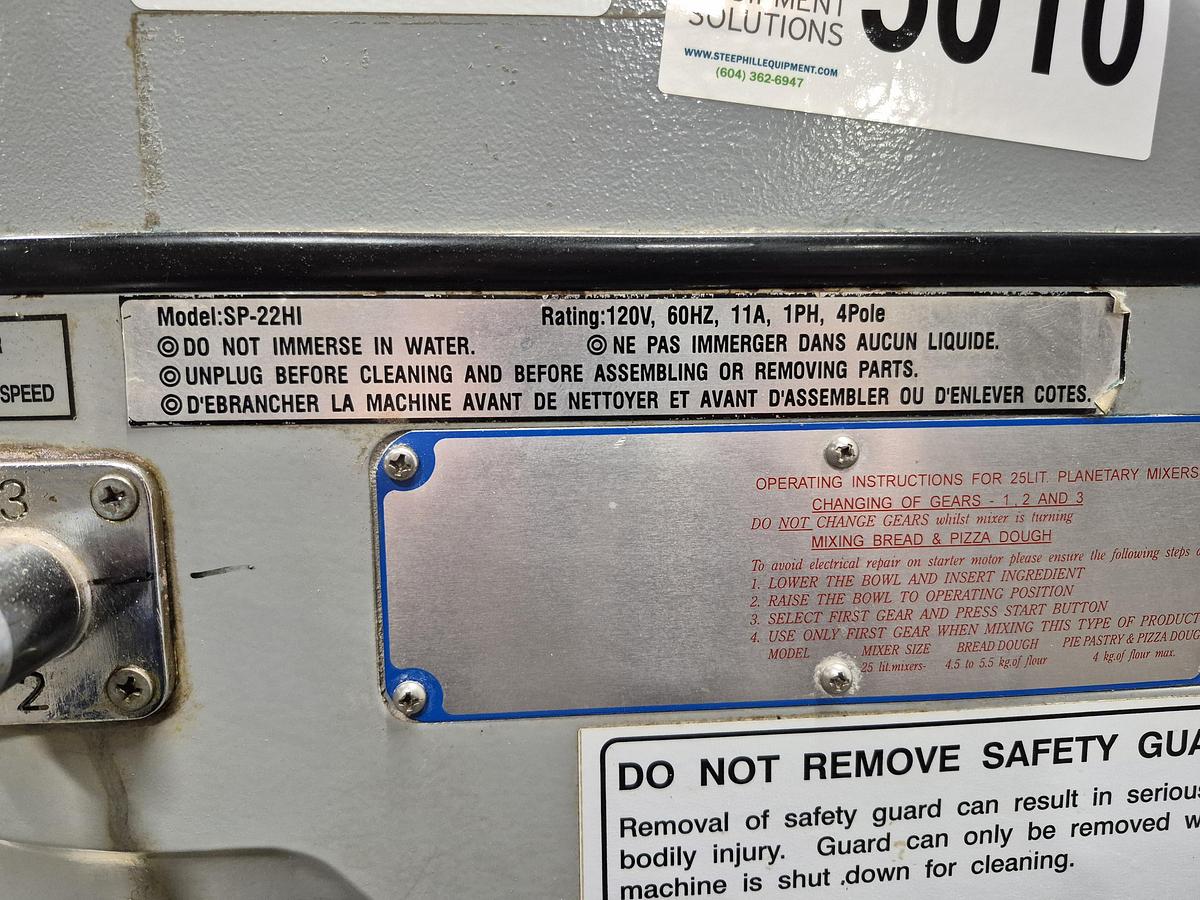 SOLUTIONS
WWW.STEEPHILLEQUIPMENT.COM
(604) 362-6947
Model:SP-22HI Rating:120V, 60HZ, 11A, 1PH, 4Pole
◎ DO NOT IMMERSE IN WATER. ◎ NE PAS IMMERGER DANS AUCUN LIQUIDE.
◎ UNPLUG BEFORE CLEANING AND BEFORE ASSEMBLING OR REMOVING PARTS.
◎ D'EBRANCHER LA MACHINE AVANT DE NETTOYER ET AVANT D'ASSEMBLER OU D'ENLEVER COTES.
SPEED
3
2
OPERATING INSTRUCTIONS FOR 25LIT. PLANETARY MIXERS
CHANGING OF GEARS - 1, 2 AND 3
DO NOT CHANGE GEARS whilst mixer is turning
MIXING BREAD & PIZZA DOUGH
To avoid electrical repair on starter motor please ensure the following steps
1. LOWER THE BOWL AND INSERT INGREDIENT
2. RAISE THE BOWL TO OPERATING POSITION
3. SELECT FIRST GEAR AND PRESS START BUTTON
4. USE ONLY FIRST GEAR WHEN MIXING THIS TYPE OF PRODUCT
MODEL MIXER SIZE BREAD DOUGH PIE PASTRY & PIZZA
25 lit.mixers- 4.5 to 5.5 kg.of flour 4 kg.of flour max.
DO NOT REMOVE SAFETY
Removal of safety guard can result in serious
bodily injury. Guard can only be removed
machine is shut down for cleaning.